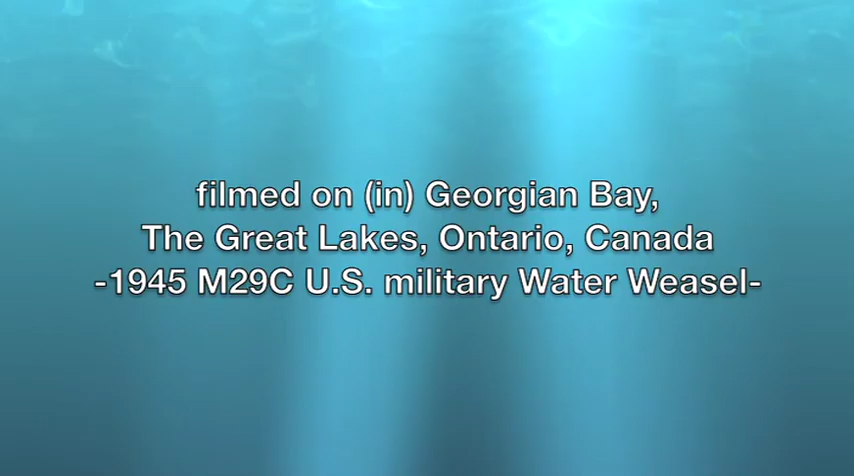 filmed on (in) Georgian Bay,
The Great Lakes, Ontario, Canada
-1945 M29C U.S. military Water Weasel-